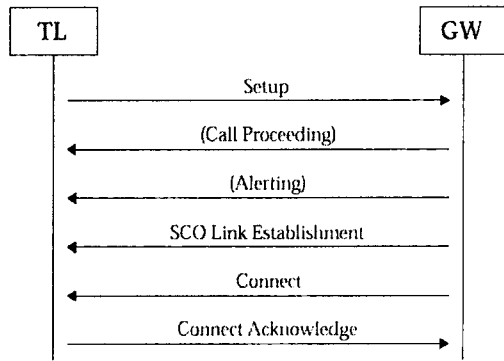 TL
GW
Setup
(Call Proceeding)
(Alerting)
SCO Link Establishment
Connect
Connect Acknowledge